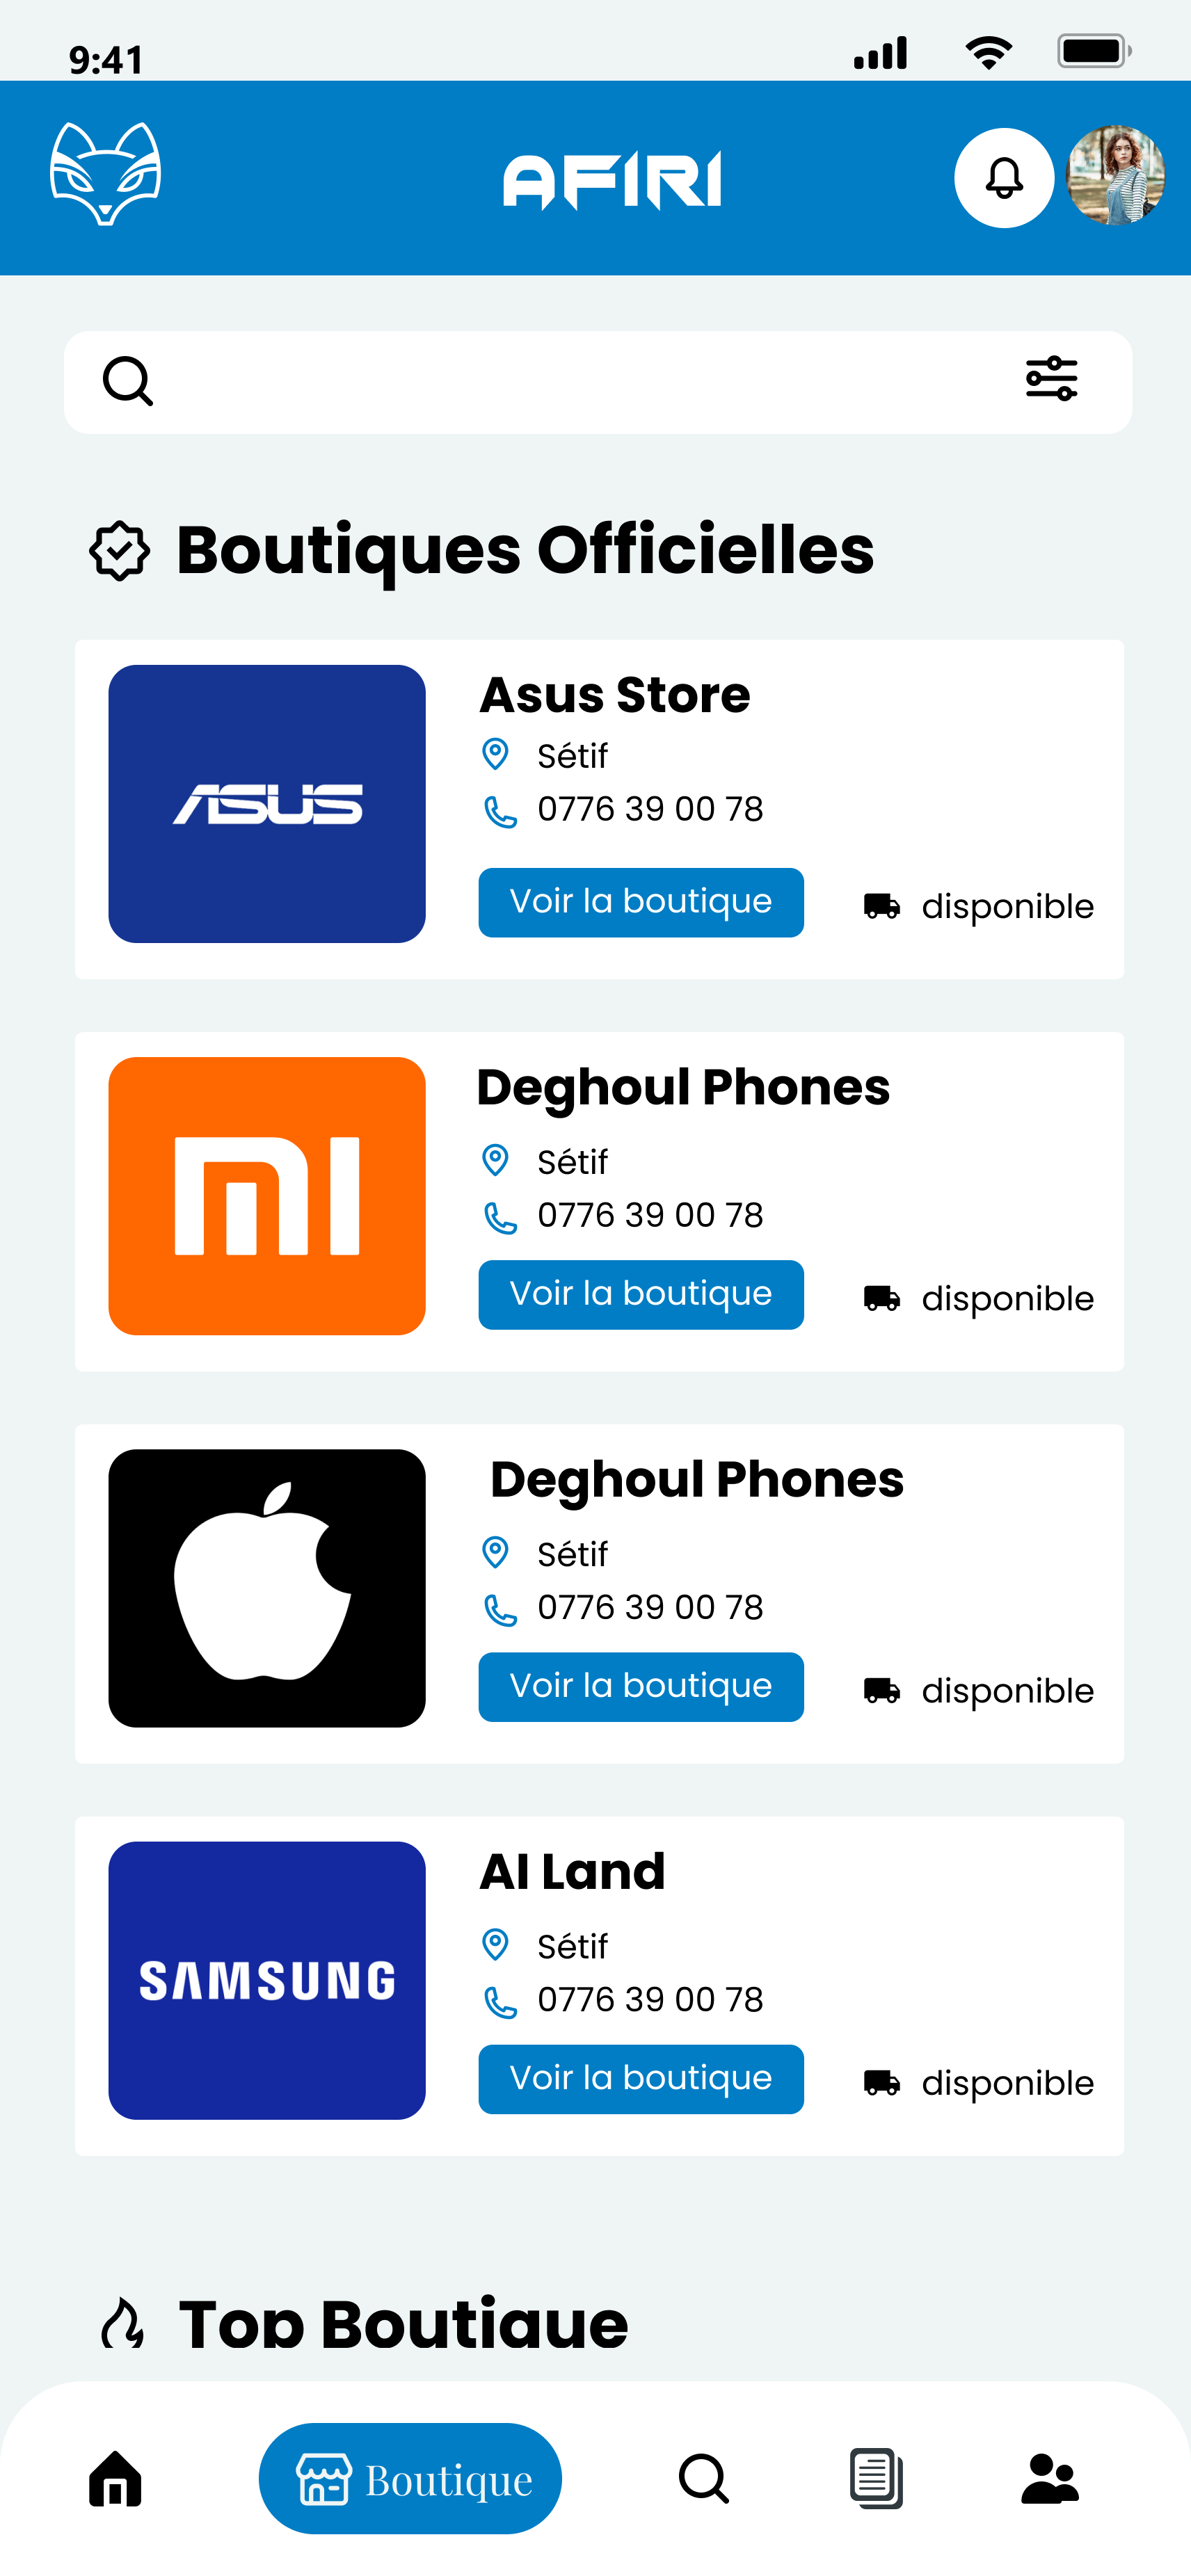 9:41
AFIRI
Boutiques Officielles
ASUS
Asus Store
Sétif
0776 39 00 78
Voir la boutique
disponible
MI
Deghoul Phones
Sétif
0776 39 00 78
Voir la boutique
disponible
Deghoul Phones
Sétif
0776 39 00 78
Voir la boutique
disponible
SAMSUNG
AI Land
Sétif
0776 39 00 78
Voir la boutique
disponible
Top Boutique
Boutique